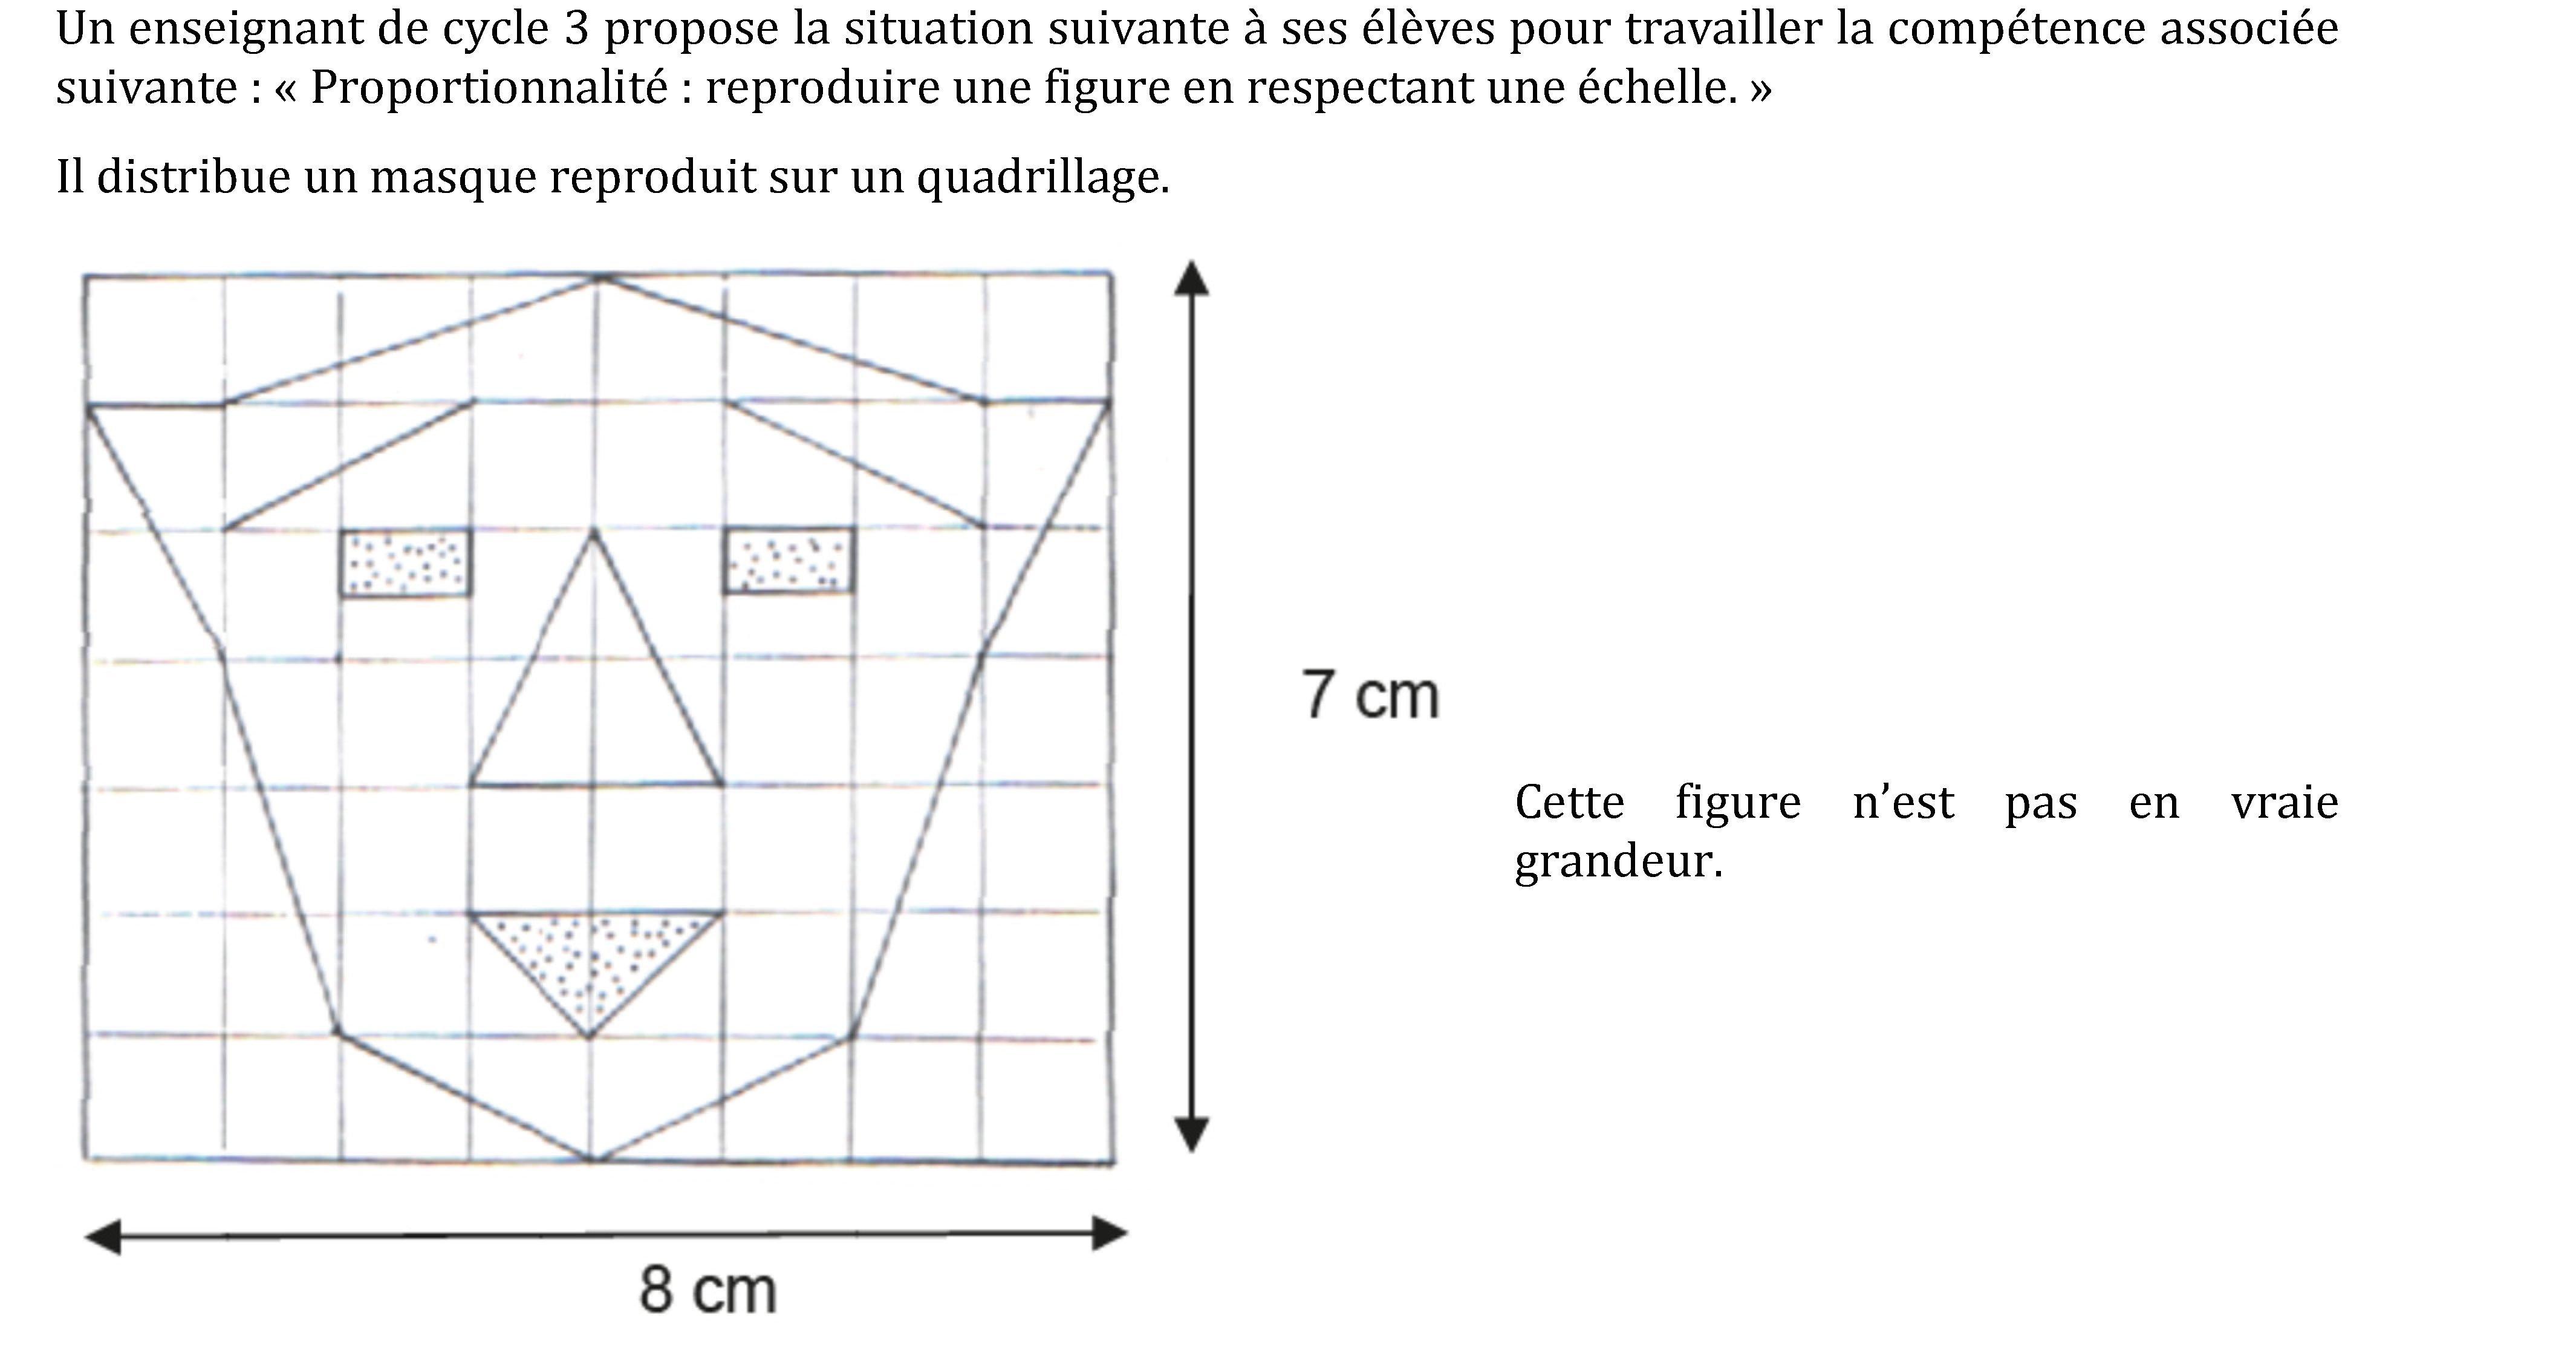 Un enseignant de cycle 3 propose la situation suivante à ses élèves pour travailler la compétence associée
suivante : « Proportionnalité : reproduire une figure en respectant une échelle. »
Il distribue un masque reproduit sur un quadrillage.
7 cm
Cette figure n’est pas en vraie
grandeur.
8 cm